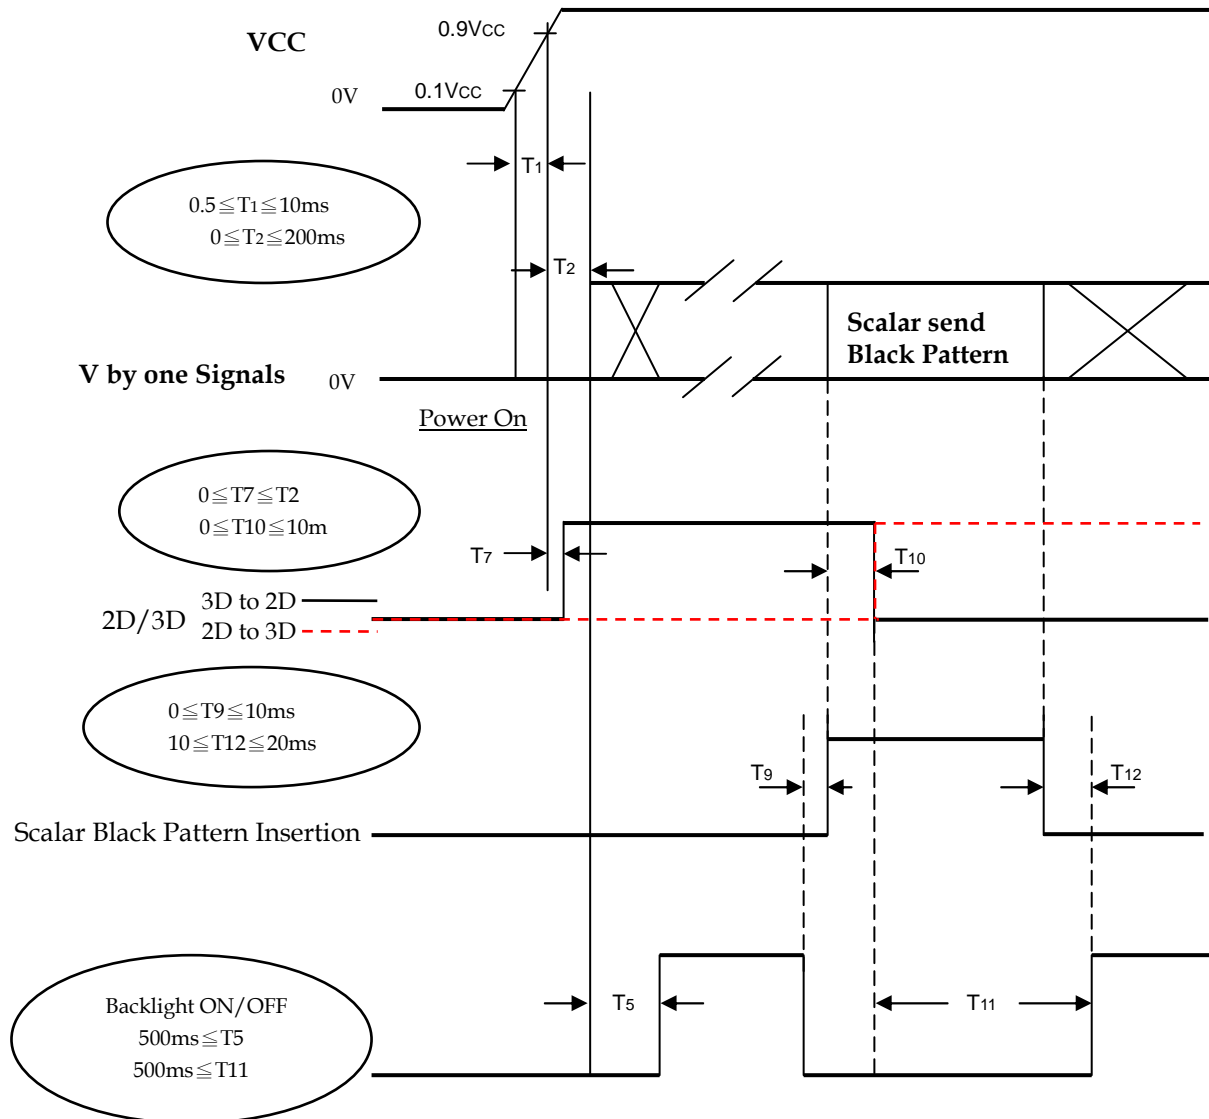 0.9VCC
VCC
0V
0.1VCC
T1
0.5≦T1≦10ms
0≦T2≦200ms
T2
Scalar send
Black Pattern
V by one Signals
0V
Power On
0≦T7≦T2
0≦T10≦10m
T7
T10
2D/3D
3D to 2D
2D to 3D
0≦T9≦10ms
10≦T12≦20ms
T9
T12
Scalar Black Pattern Insertion
Backlight ON/OFF
500ms≦T5
500ms≦T11
T5
T11